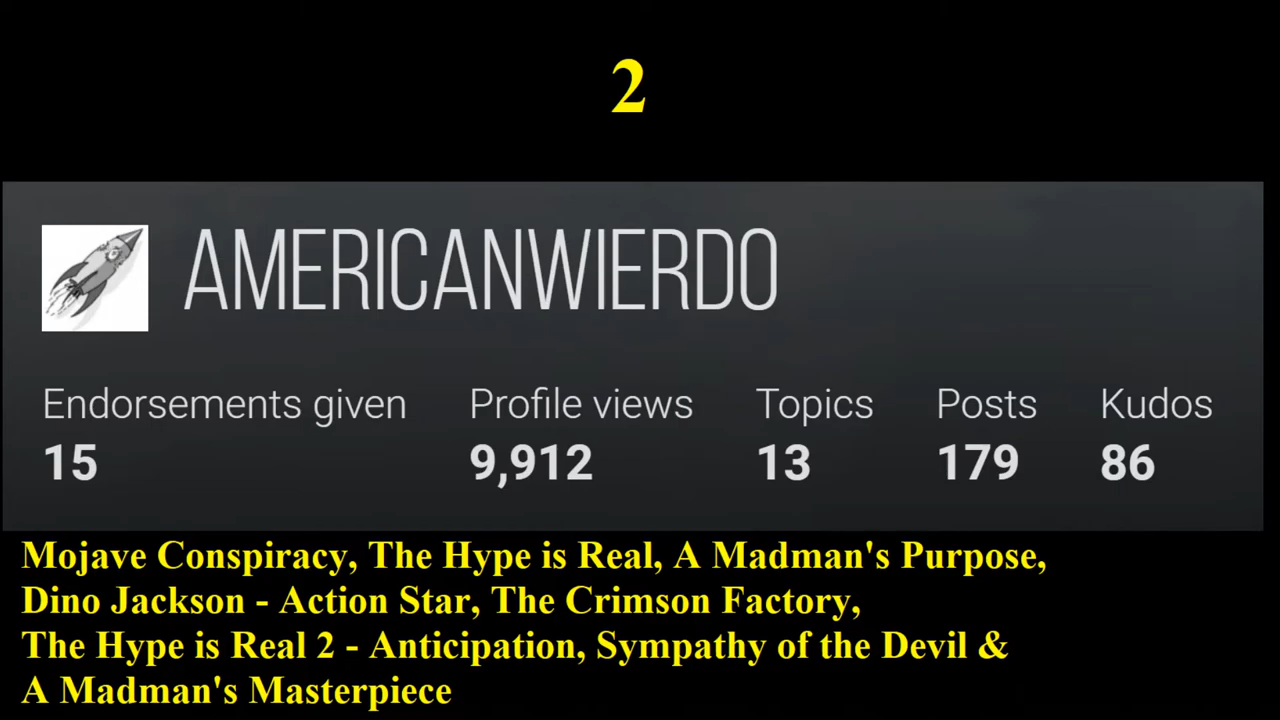 2
AMERICANWIERDO
Endorsements given Profile views Topics Posts Kudos
15 9,912 13 179 86
Mojave Conspiracy, The Hype is Real, A Madman's Purpose,
Dino Jackson - Action Star, The Crimson Factory,
The Hype is Real 2 - Anticipation, Sympathy of the Devil &
A Madman's Masterpiece